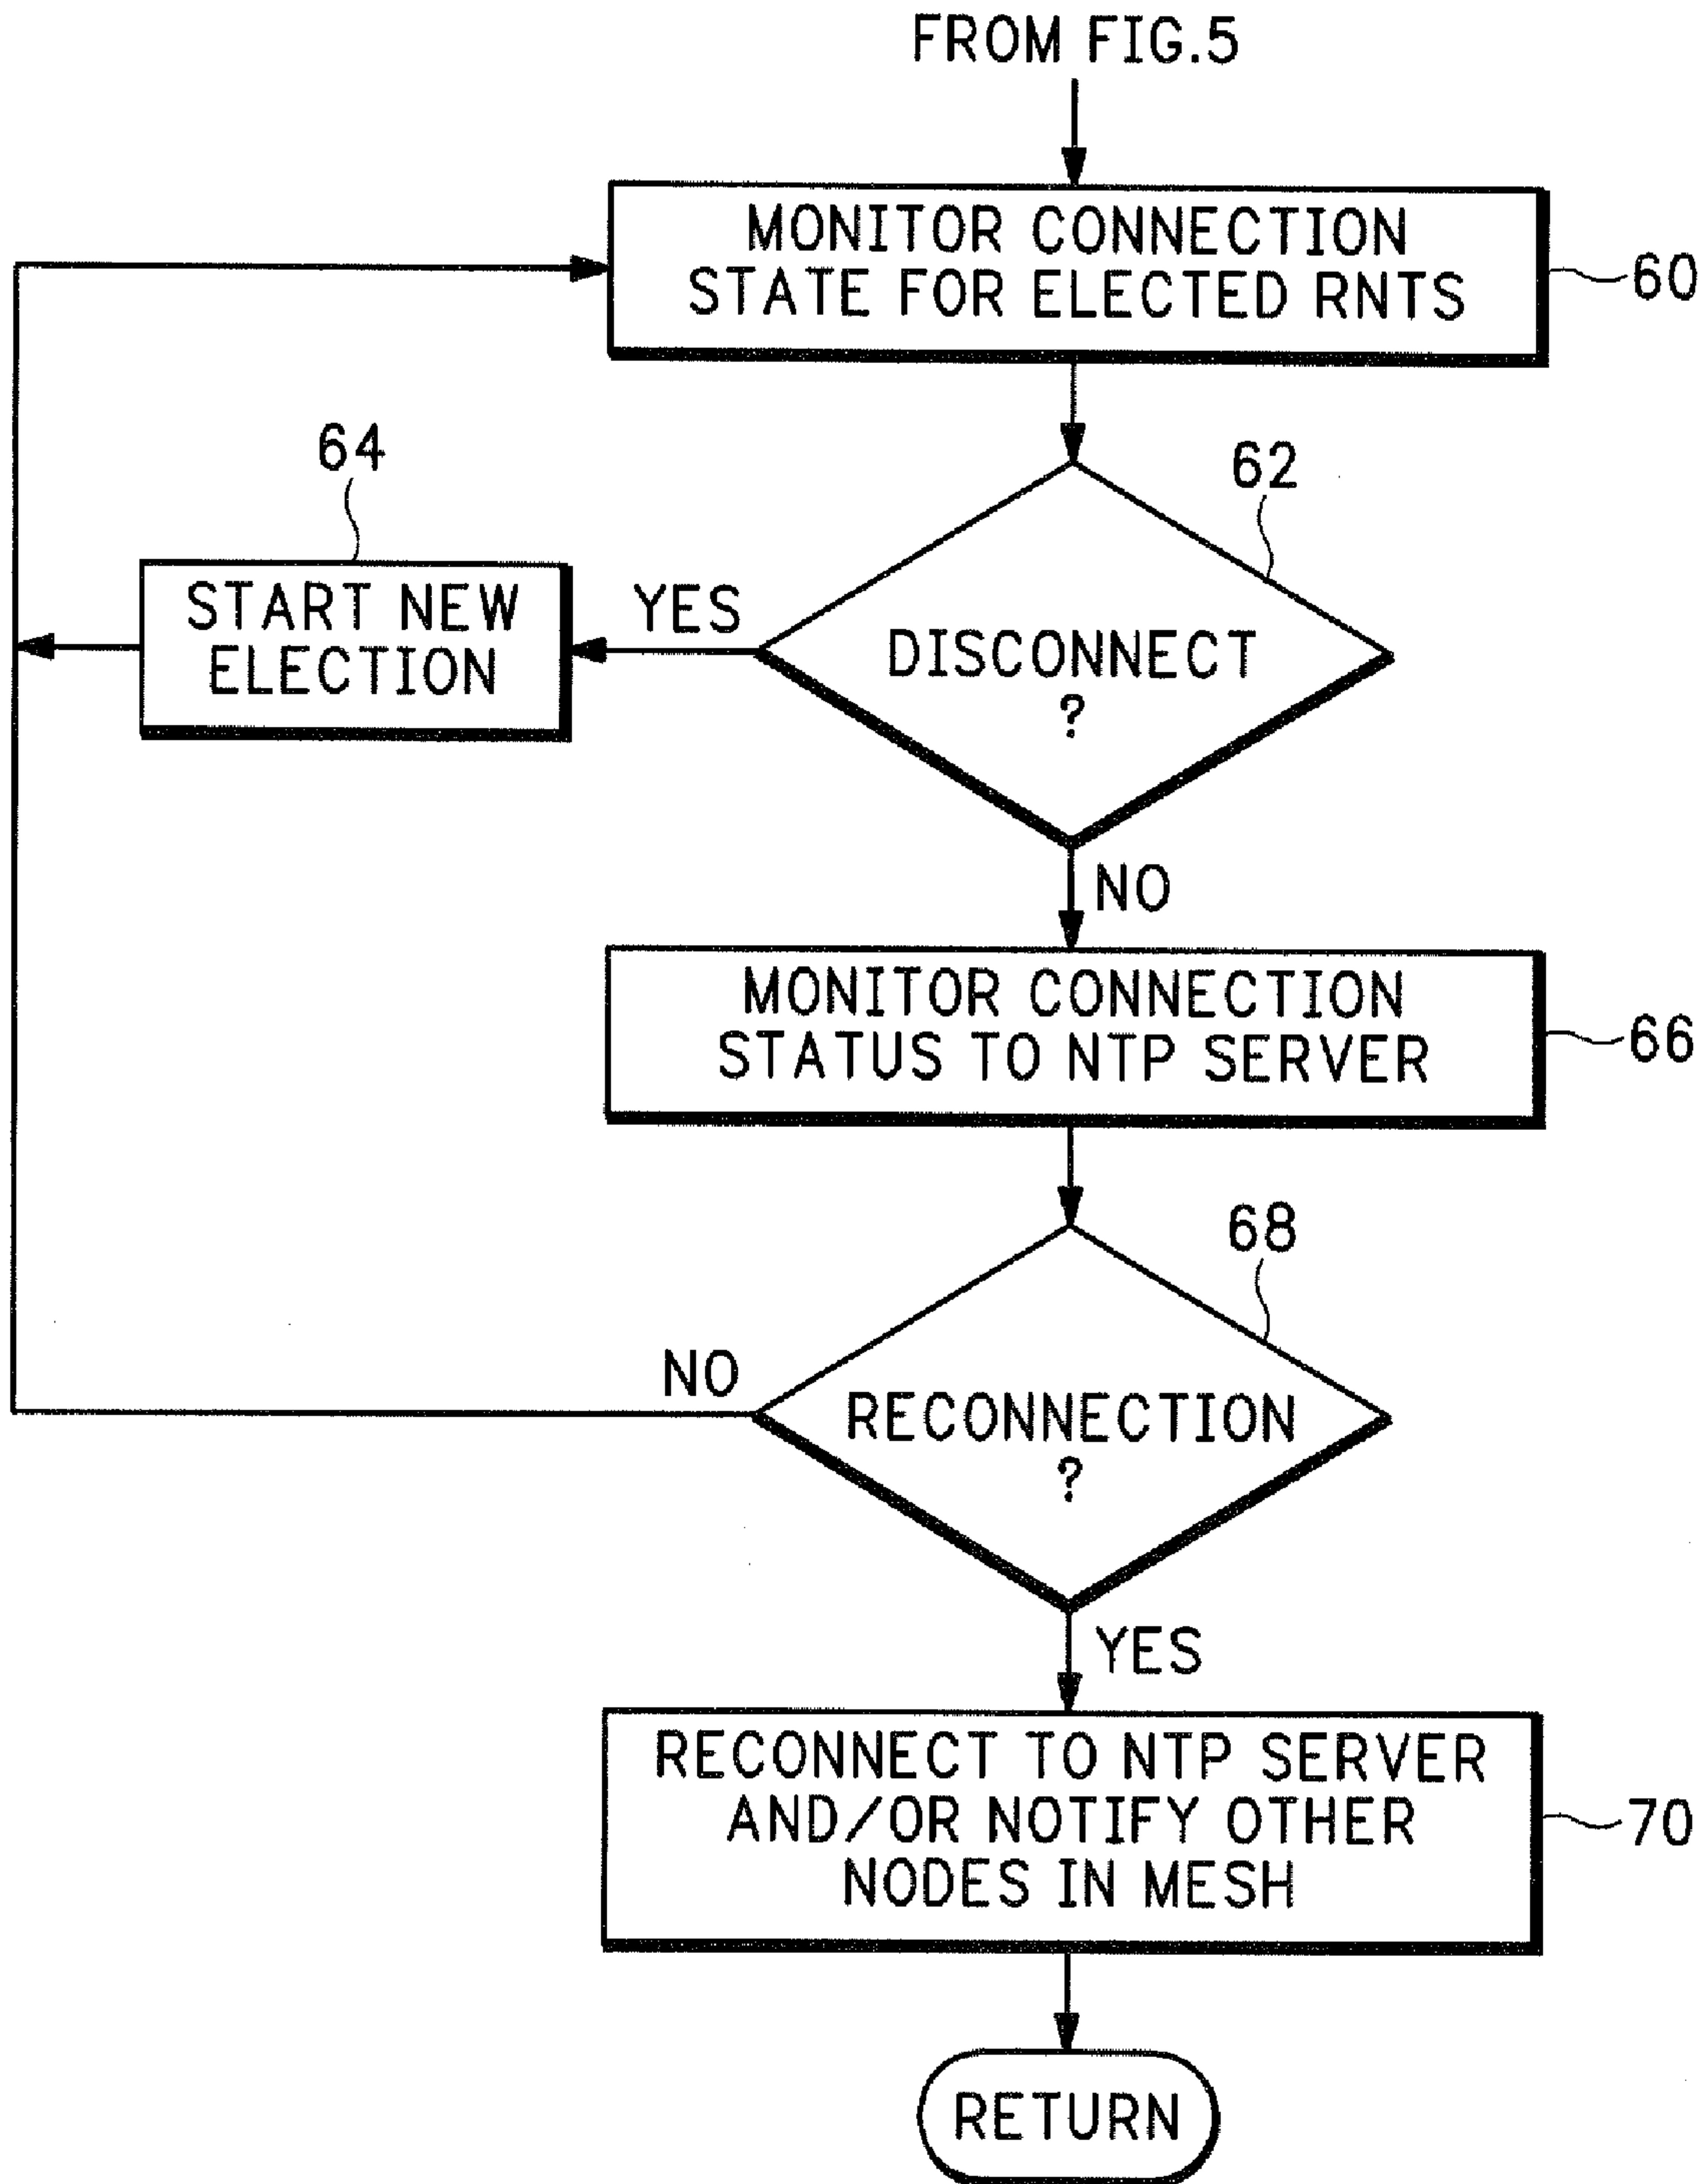 FROM FIG.5
MONITOR CONNECTION
STATE FOR ELECTED RNTS
60
64
62
START NEW
ELECTION
YES
DISCONNECT
?
NO
MONITOR CONNECTION
STATUS TO NTP SERVER
66
68
NO
RECONNECTION
?
YES
RECONNECT TO NTP SERVER
AND/OR NOTIFY OTHER
NODES IN MESH
70
RETURN